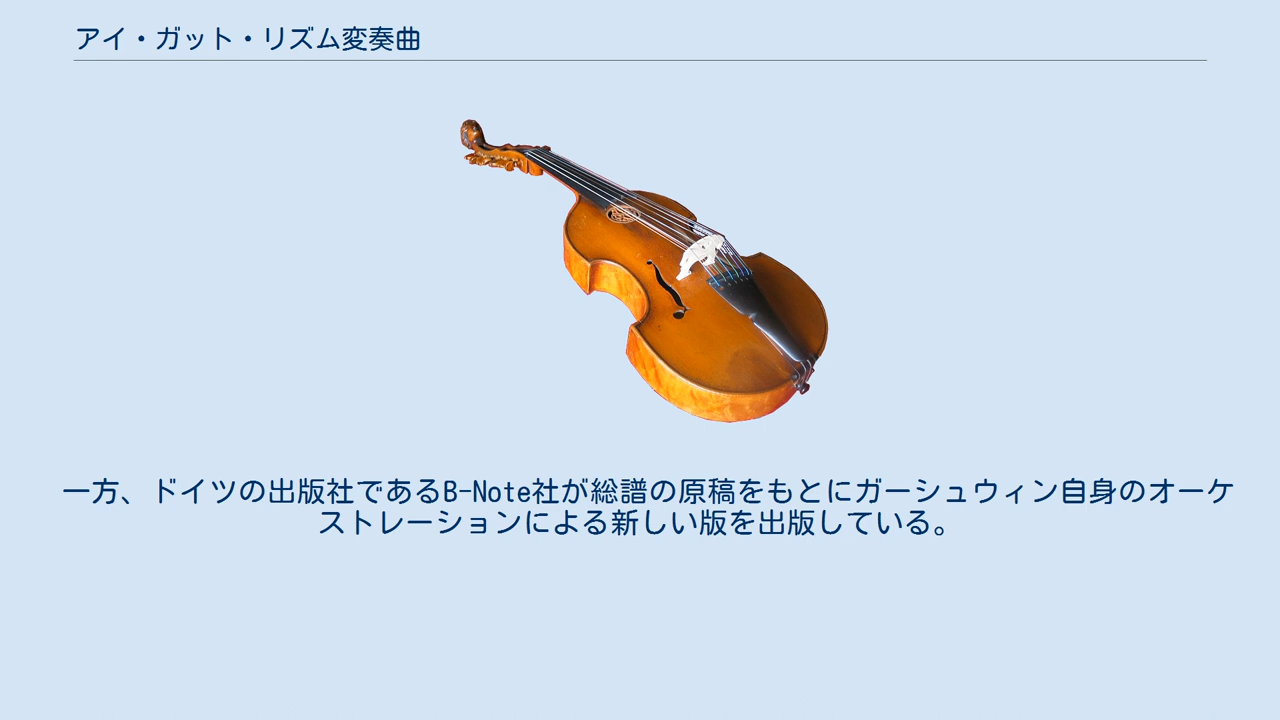 アイ・ガット・リズム変奏曲
一方、ドイツの出版社であるB-Note社が総譜の原稿をもとにガーシュウィン自身のオーケ
ストレーションによる新しい版を出版している。